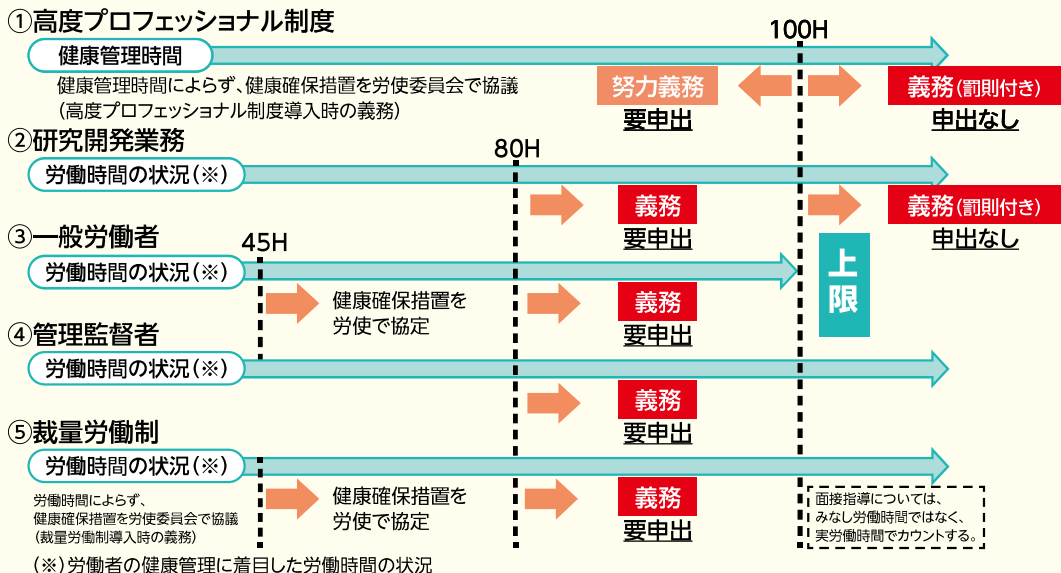 ①高度プロフェッショナル制度
100H
健康管理時間
健康管理時間によらず、健康確保措置を労使委員会で協議
(高度プロフェッショナル制度導入時の義務)
努力義務
要申出
義務(罰則付き)
申出なし
②研究開発業務
80H
労働時間の状況(※)
義務
要申出
義務(罰則付き)
申出なし
③一般労働者
45H
労働時間の状況(※)
健康確保措置を
労使で協定
義務
要申出
上限
④管理監督者
労働時間の状況(※)
義務
要申出
⑤裁量労働制
労働時間の状況(※)
労働時間によらず、
健康確保措置を労使委員会で協議
(裁量労働制導入時の義務)
健康確保措置を
労使で協定
義務
要申出
面接指導については、
みなし労働時間ではなく、
実労働時間でカウントする。
(※)労働者の健康管理に着目した労働時間の状況